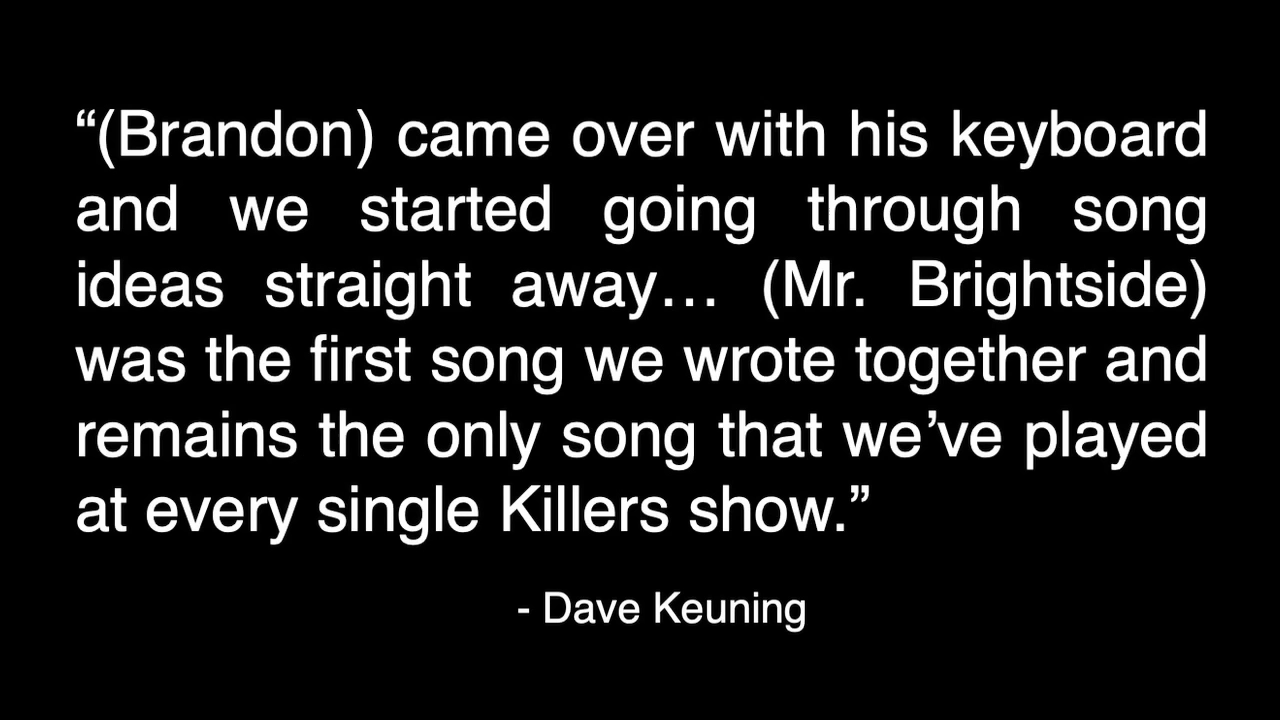 “(Brandon) came over with his keyboard
and we started going through song
ideas straight away… (Mr. Brightside)
was the first song we wrote together and
remains the only song that we’ve played
at every single Killers show.”
- Dave Keuning